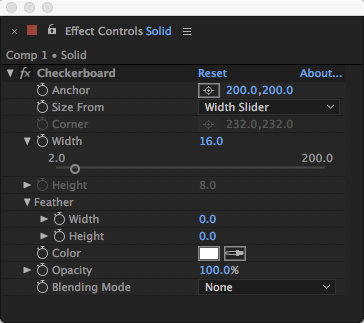 Effect Controls Solid
Comp 1 • Solid
fx Checkerboard Reset About...
Anchor 200.0,200.0
Size From Width Slider
Corner 232.0,232.0
Width 16.0
2.0 200.0
Height 8.0
Feather
Width 0.0
Height 0.0
Color
Opacity 100.0%
Blending Mode None